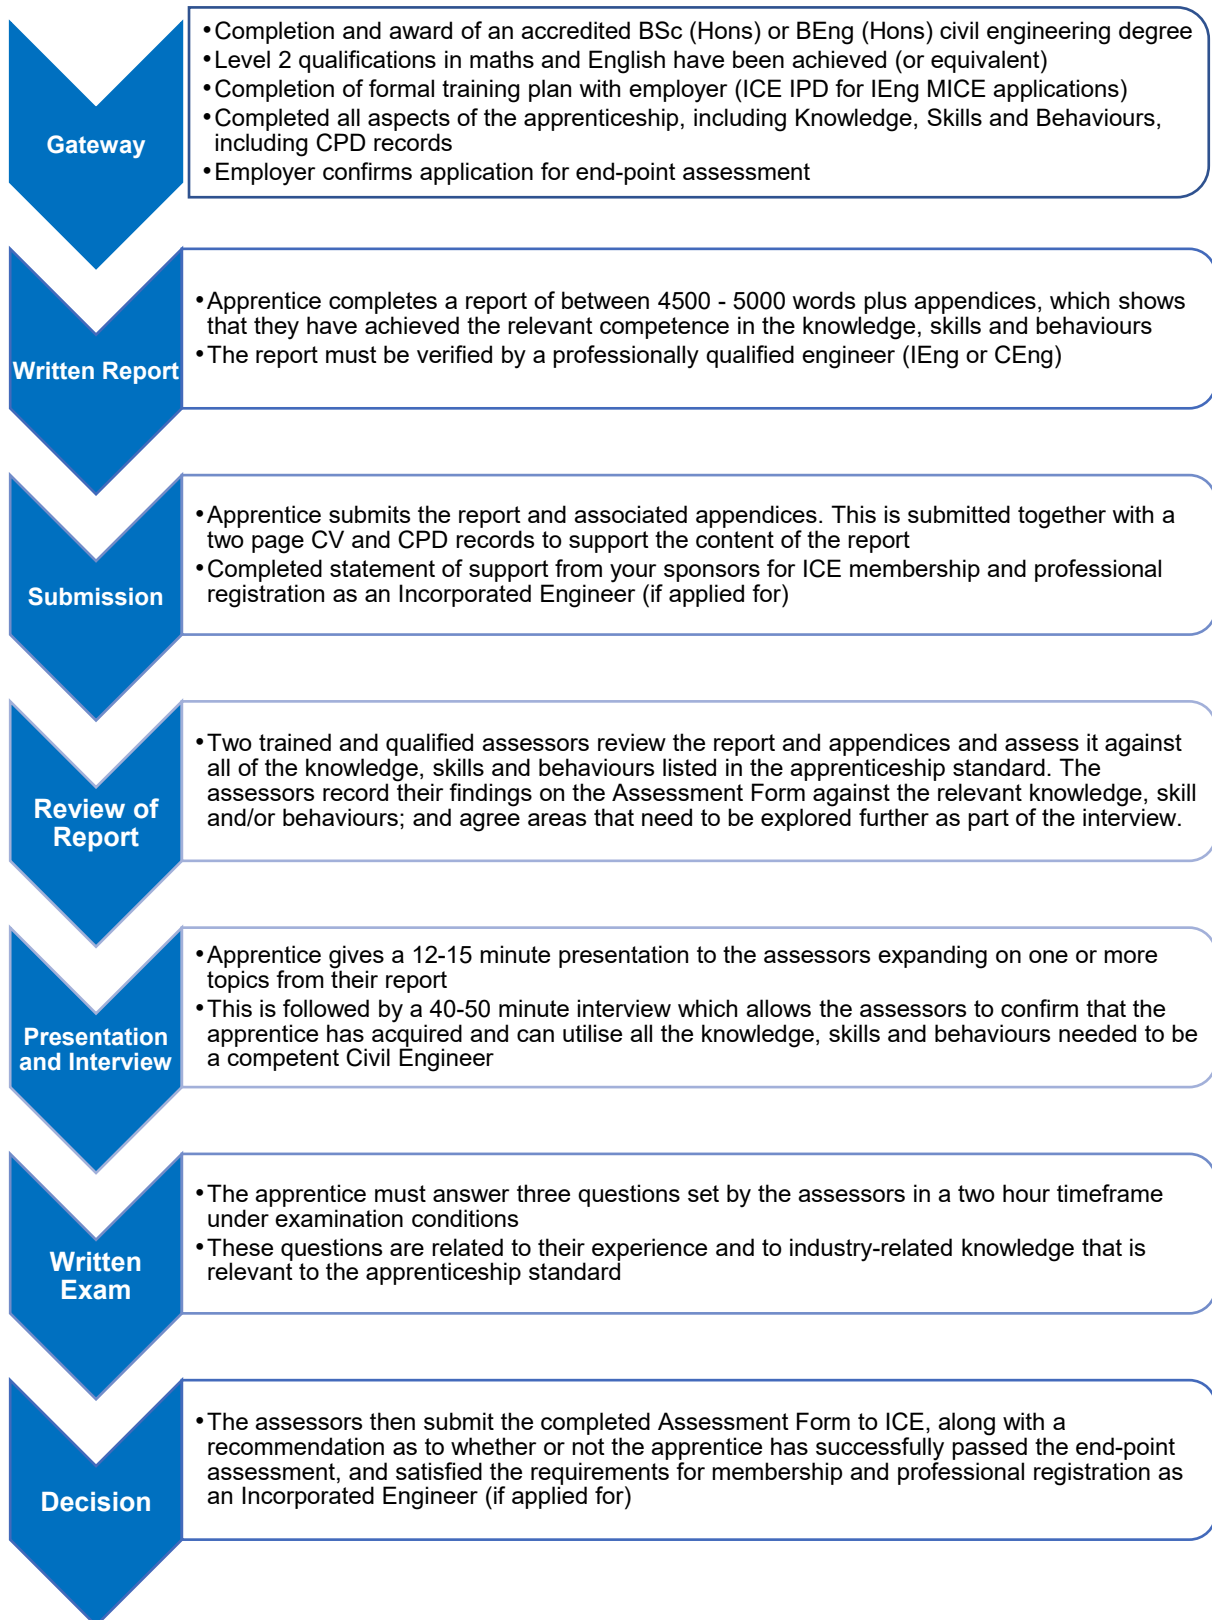 •Completion and award of an accredited BSc (Hons) or BEng (Hons) civil engineering degree
•Level 2 qualifications in maths and English have been achieved (or equivalent)
•Completion of formal training plan with employer (ICE IPD for IEng MICE applications)
•Completed all aspects of the apprenticeship, including Knowledge, Skills and Behaviours,
including CPD records
•Employer confirms application for end-point assessment
Gateway
•Apprentice completes a report of between 4500 - 5000 words plus appendices, which shows
that they have achieved the relevant competence in the knowledge, skills and behaviours
•The report must be verified by a professionally qualified engineer (IEng or CEng)
Written Report
•Apprentice submits the report and associated appendices. This is submitted together with a
two page CV and CPD records to support the content of the report
•Completed statement of support from your sponsors for ICE membership and professional
registration as an Incorporated Engineer (if applied for)
Submission
•Two trained and qualified assessors review the report and appendices and assess it against
all of the knowledge, skills and behaviours listed in the apprenticeship standard. The
assessors record their findings on the Assessment Form against the relevant knowledge, skill
and/or behaviours; and agree areas that need to be explored further as part of the interview.
Review of
Report
•Apprentice gives a 12-15 minute presentation to the assessors expanding on one or more
topics from their report
•This is followed by a 40-50 minute interview which allows the assessors to confirm that the
apprentice has acquired and can utilise all the knowledge, skills and behaviours needed to be
a competent Civil Engineer
Presentation
and Interview
•The apprentice must answer three questions set by the assessors in a two hour timeframe
under examination conditions
•These questions are related to their experience and to industry-related knowledge that is
relevant to the apprenticeship standard
Written
Exam
•The assessors then submit the completed Assessment Form to ICE, along with a
recommendation as to whether or not the apprentice has successfully passed the end-point
assessment, and satisfied the requirements for membership and professional registration as
an Incorporated Engineer (if applied for)
Decision